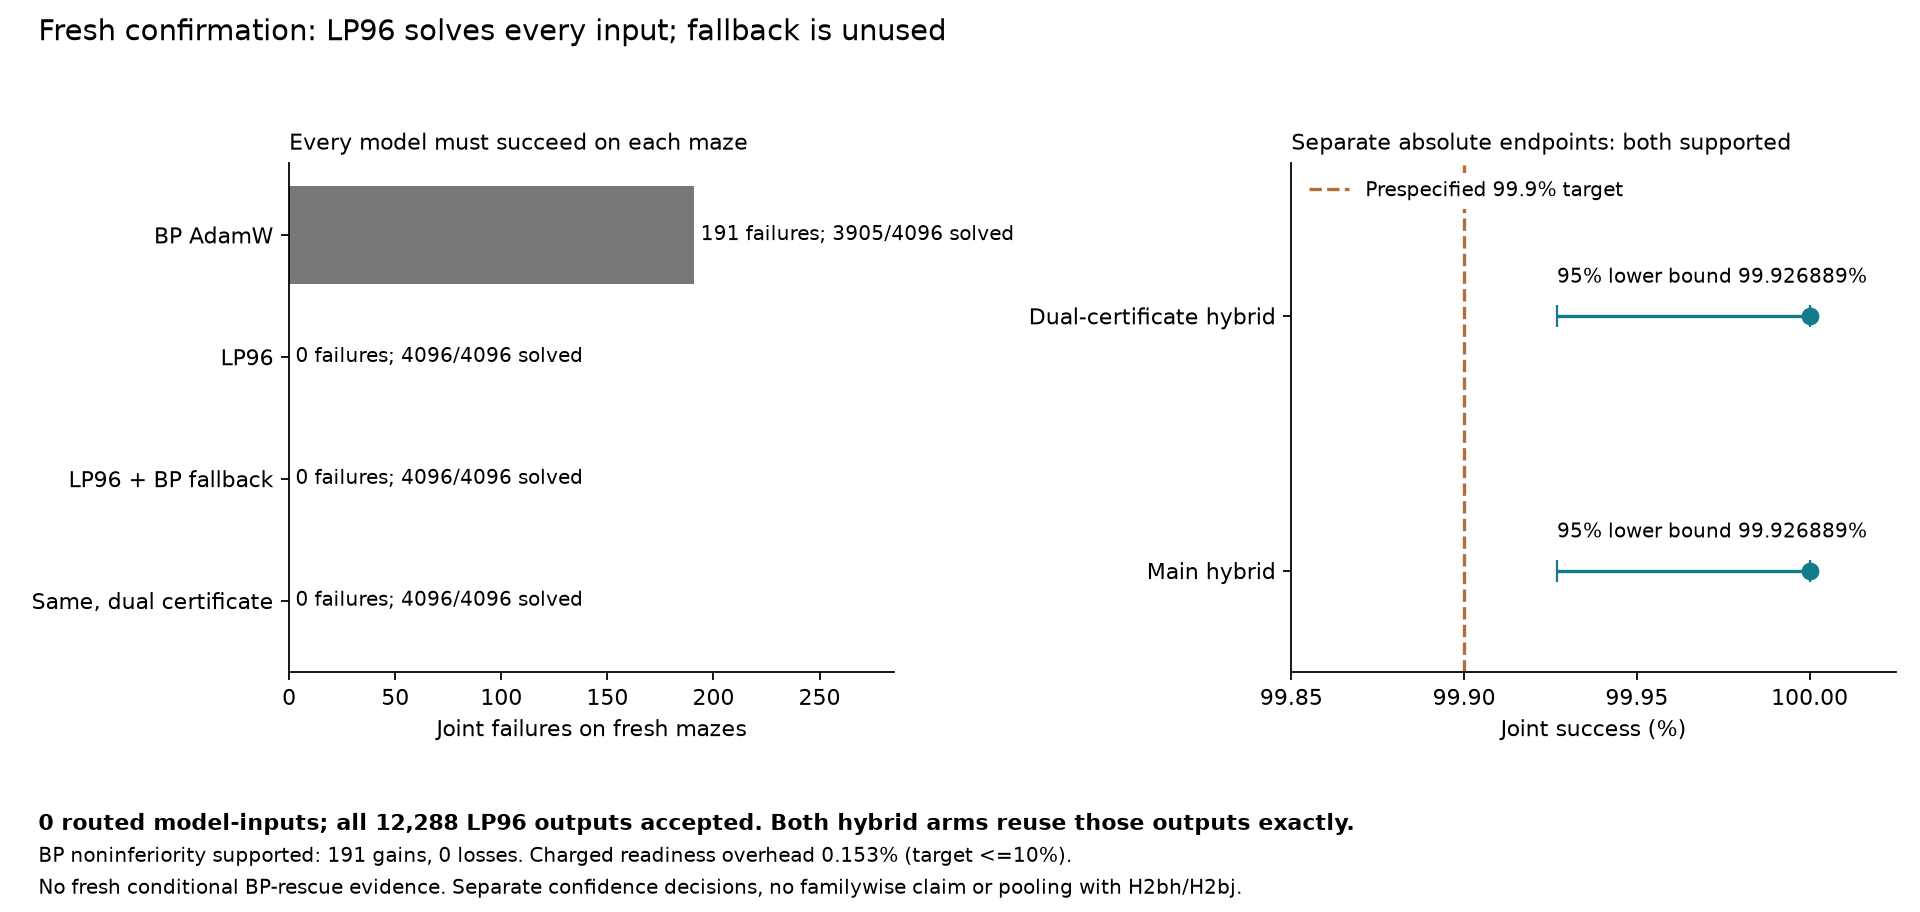 Fresh confirmation: LP96 solves every input; fallback is unused
Every model must succeed on each maze
BP AdamW
191 failures; 3905/4096 solved
LP96
0 failures; 4096/4096 solved
LP96 + BP fallback
0 failures; 4096/4096 solved
Same, dual certificate
0 failures; 4096/4096 solved
0 50 100 150 200 250
Joint failures on fresh mazes
Separate absolute endpoints: both supported
Prespecified 99.9% target
95% lower bound 99.926889%
Dual-certificate hybrid
95% lower bound 99.926889%
Main hybrid
99.85 99.90 99.95 100.00
Joint success (%)
0 routed model-inputs; all 12,288 LP96 outputs accepted. Both hybrid arms reuse those outputs exactly.
BP noninferiority supported: 191 gains, 0 losses. Charged readiness overhead 0.153% (target <=10%).
No fresh conditional BP-rescue evidence. Separate confidence decisions, no familywise claim or pooling with H2bh/H2bj.